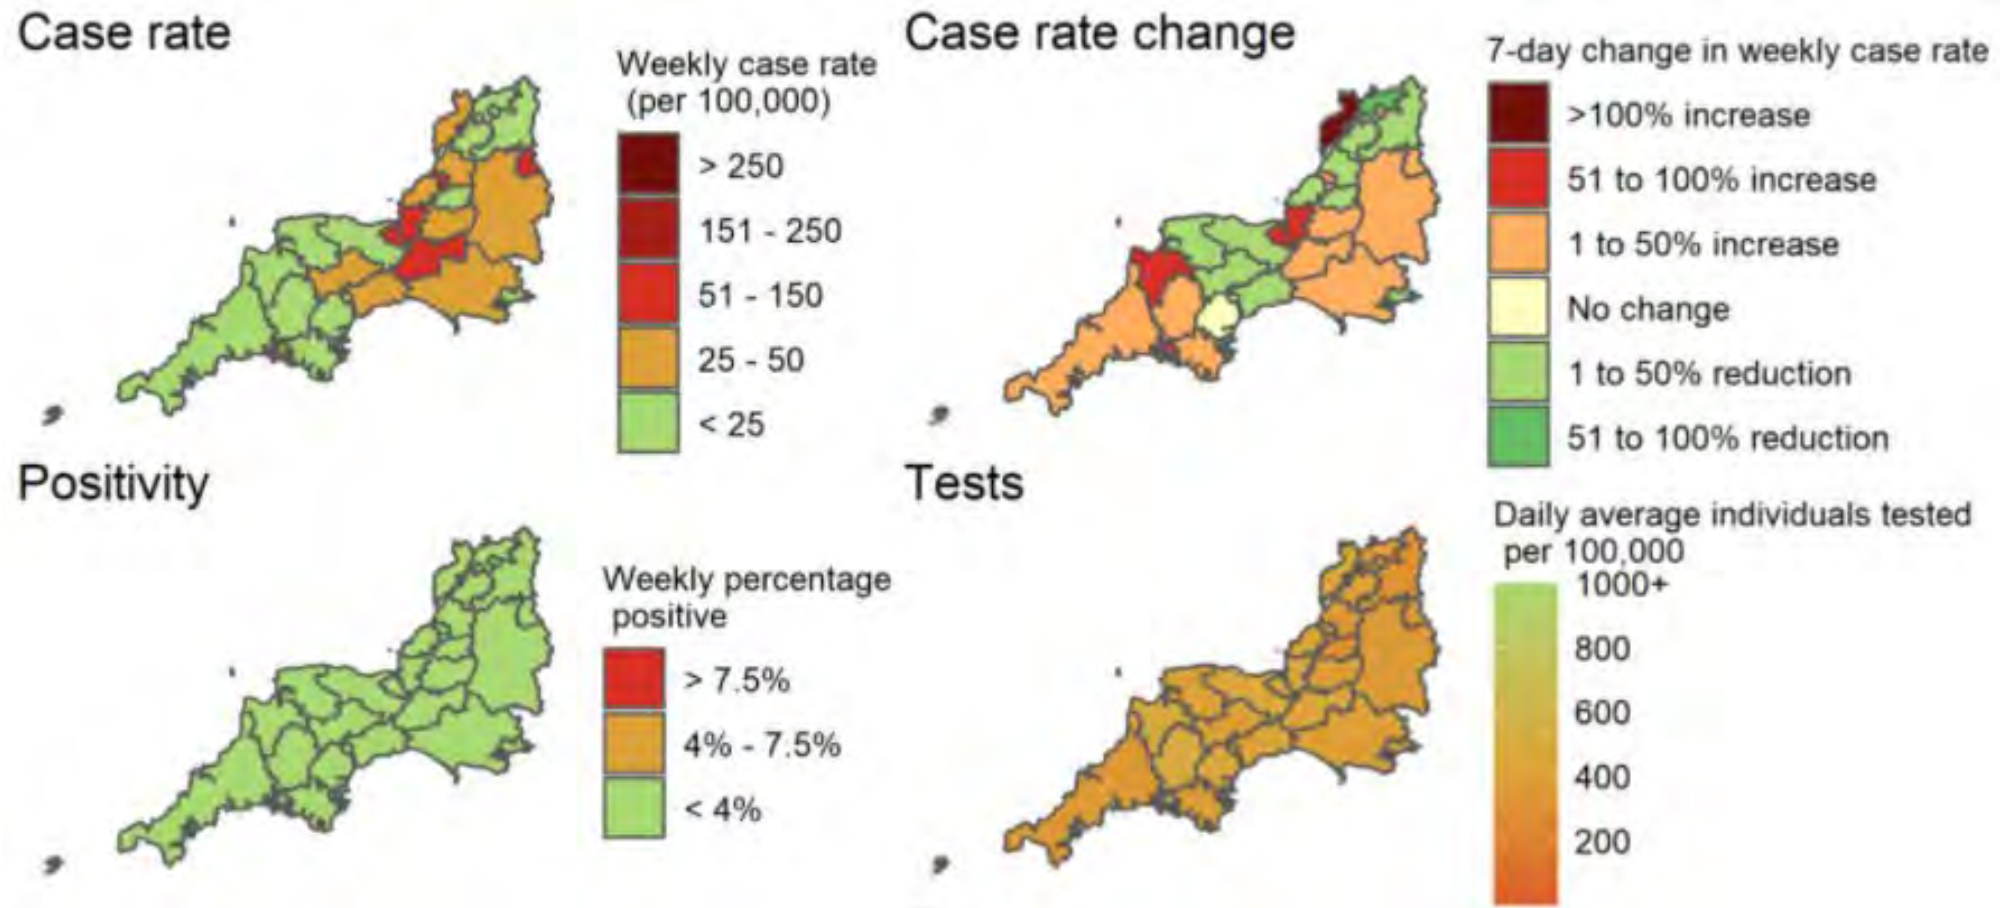 Case rate
Weekly case rate
(per 100,000)
> 250
151 - 250
51 - 150
25 - 50
< 25
Case rate change
7-day change in weekly case rate
>100% increase
51 to 100% increase
1 to 50% increase
No change
1 to 50% reduction
51 to 100% reduction
Positivity
Weekly percentage
positive
> 7.5%
4% - 7.5%
< 4%
Tests
Daily average individuals tested
per 100,000
1000+
800
600
400
200